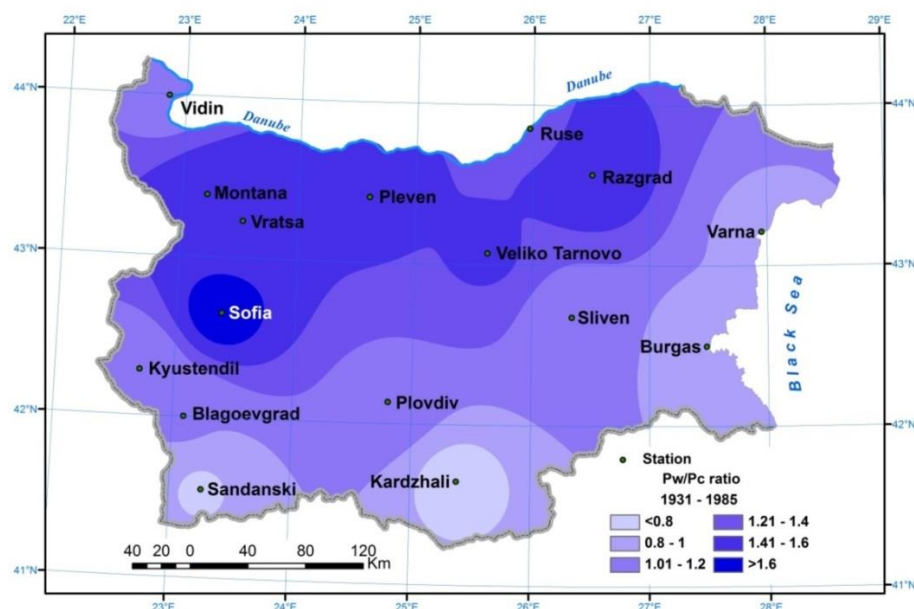 22°E 23°E 24°E 25°E 26°E 27°E 28°E 29°E
44°N 44°N
Danube
Vidin
Danube
Ruse
Montana
Pleven
Razgrad
Vratsa
Varna
43°N 43°N
Veliko Tarnovo
Sofia
Sliven
Burgas
Black Sea
Kyustendil
Plovdiv
Blagoevgrad
42°N 42°N
Kardzhali
Sandanski
Station
Pw/Pc ratio
1931 - 1985
<0.8 1.21 - 1.4
0.8 - 1 1.41 - 1.6
1.01 - 1.2 >1.6
40 20 0 40 80 120
Km
41°N 41°N
23°E 24°E 25°E 26°E 27°E 28°E